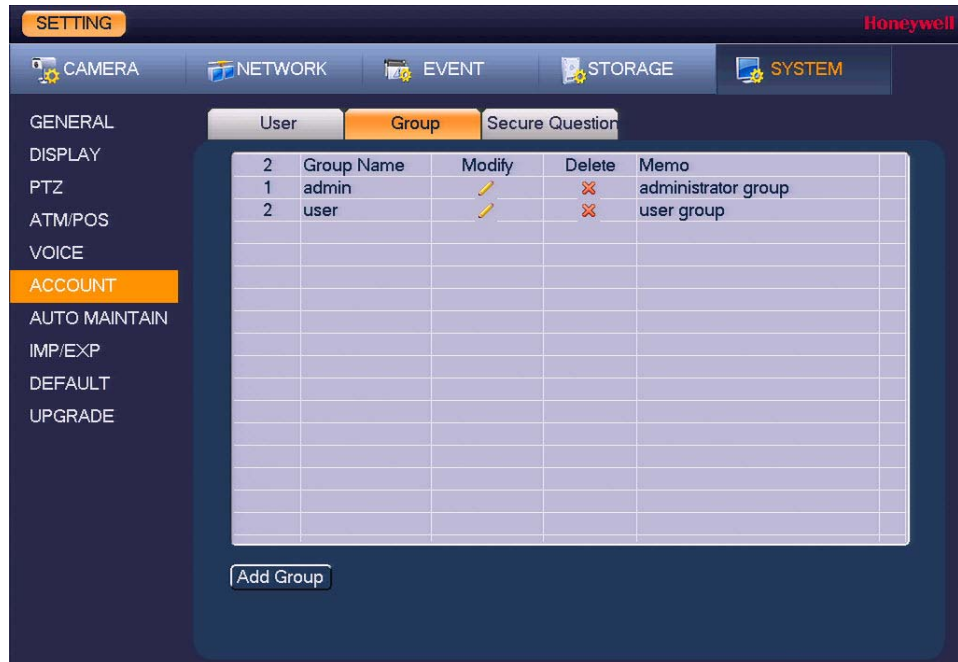 SETTING
Honeywell
CAMERA NETWORK EVENT STORAGE SYSTEM
GENERAL
DISPLAY
PTZ
ATM/POS
VOICE
ACCOUNT
AUTO MAINTAIN
IMP/EXP
DEFAULT
UPGRADE
User Group Secure Question
2 Group Name Modify Delete Memo
1 admin administrator group
2 user user group
Add Group